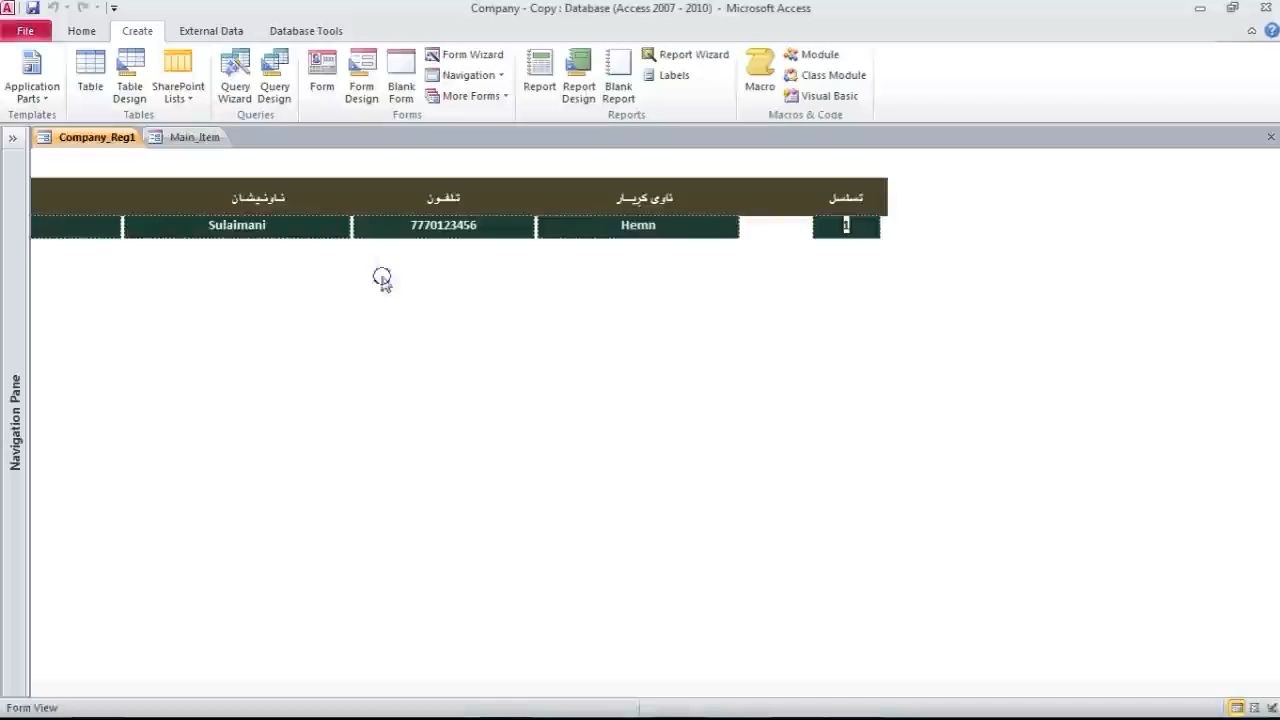 Company - Copy : Database (Access 2007 - 2010) - Microsoft Access
File Home Create External Data Database Tools
Application Parts Table Table Design SharePoint Lists Query Wizard Query Design Form Form Design Blank Form Form Wizard Navigation More Forms Report Report Design Blank Report Report Wizard Labels Macro Module Class Module Visual Basic
Templates Tables Queries Forms Reports Macros & Code
Company_Reg1 Main_Item
تسلسل ناوی کڕیار تلفون ناونیشان
Sulaimani 7770123456 Hemn 1
Navigation Pane
Form View